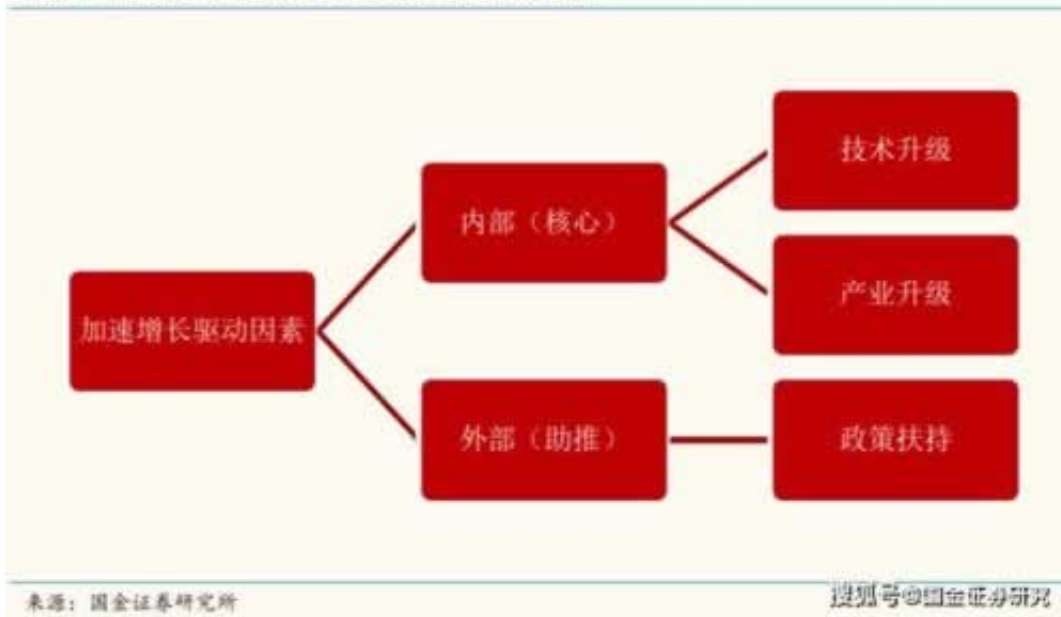 加速增长驱动因素
内部（核心）
外部（助推）
技术升级
产业升级
政策扶持
来源：国金证券研究所
搜狐号@国金证券研究